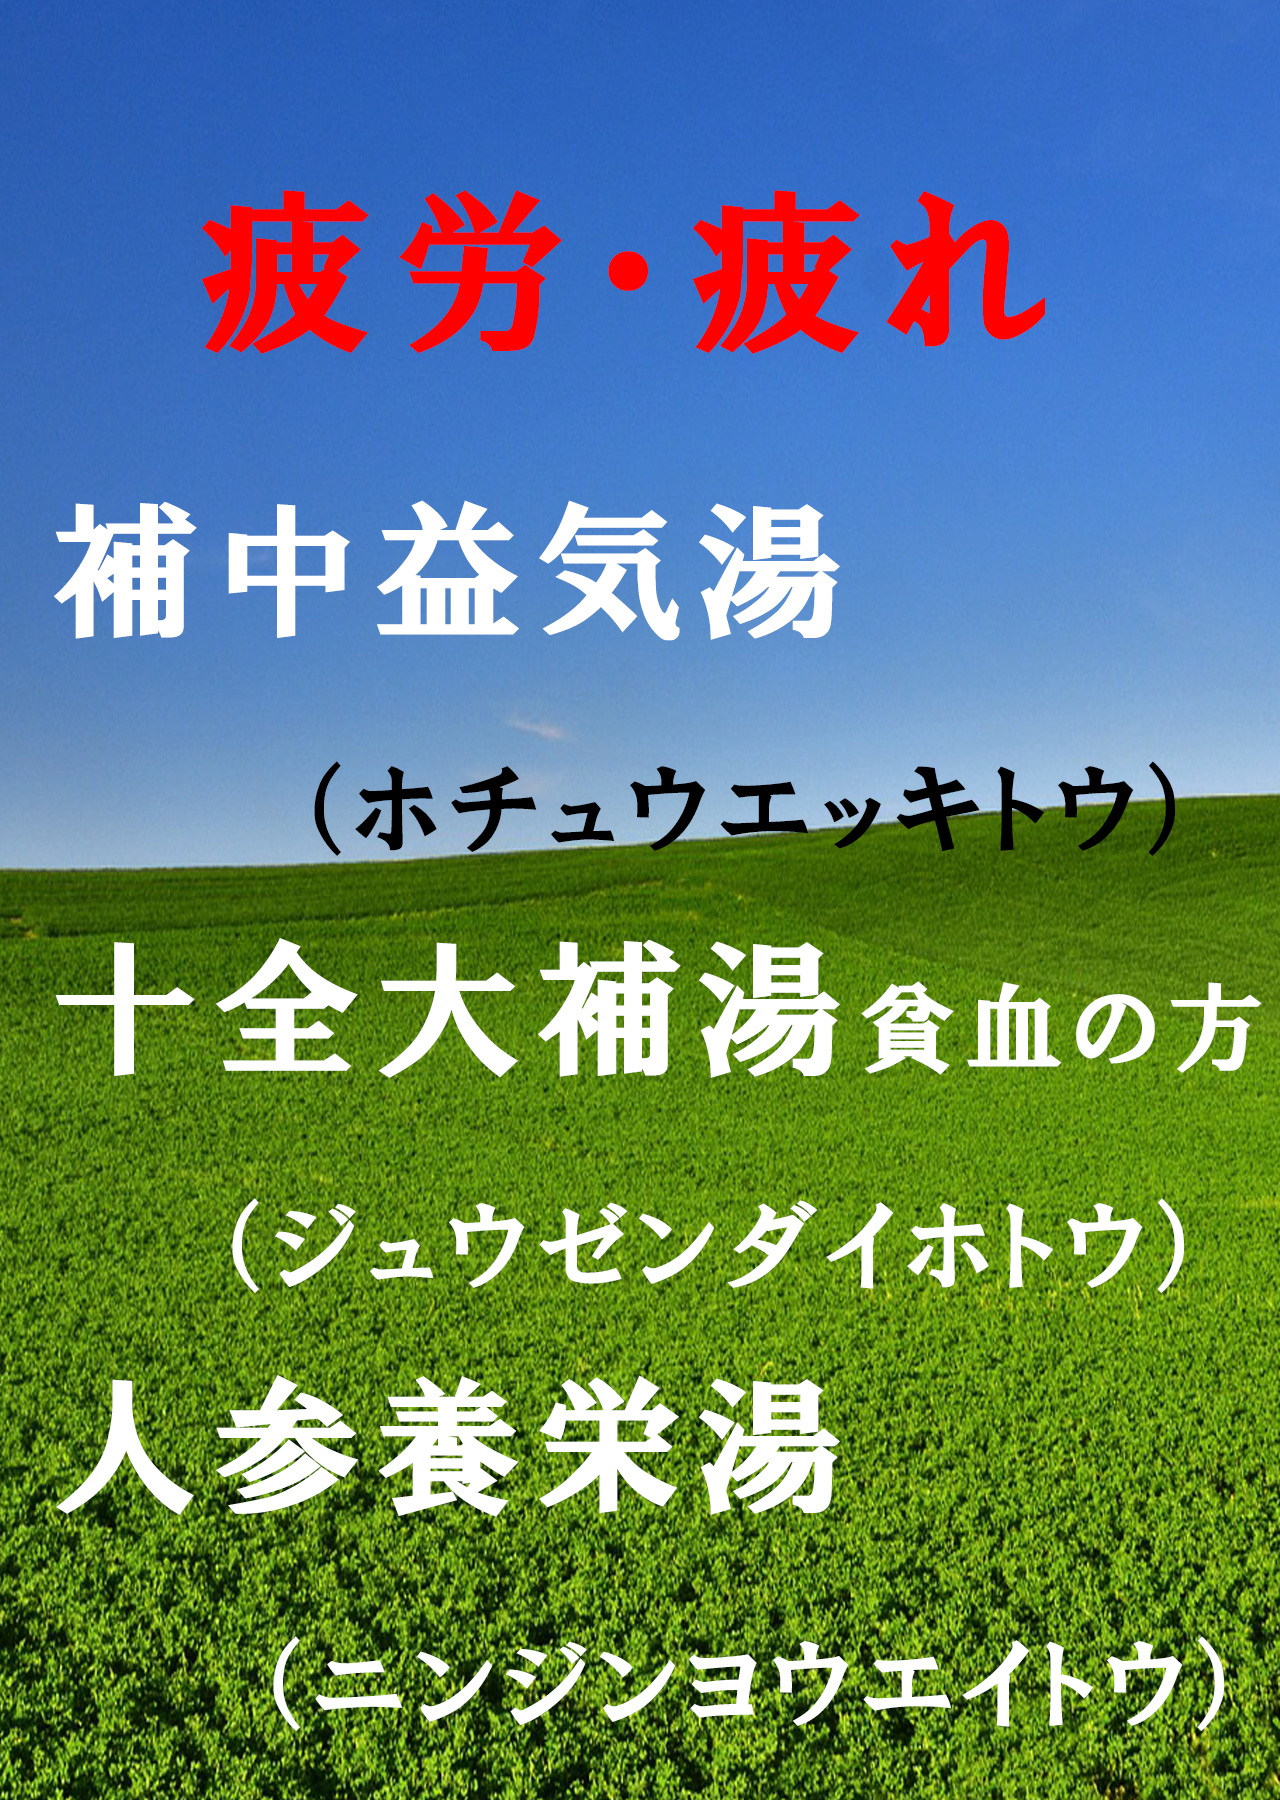 疲労・疲れ
補中益気湯
（ホチュウエッキトウ）
十全大補湯貧血の方
（ジュウゼンダイホトウ）
人参養栄湯
（ニンジンヨウエイトウ）